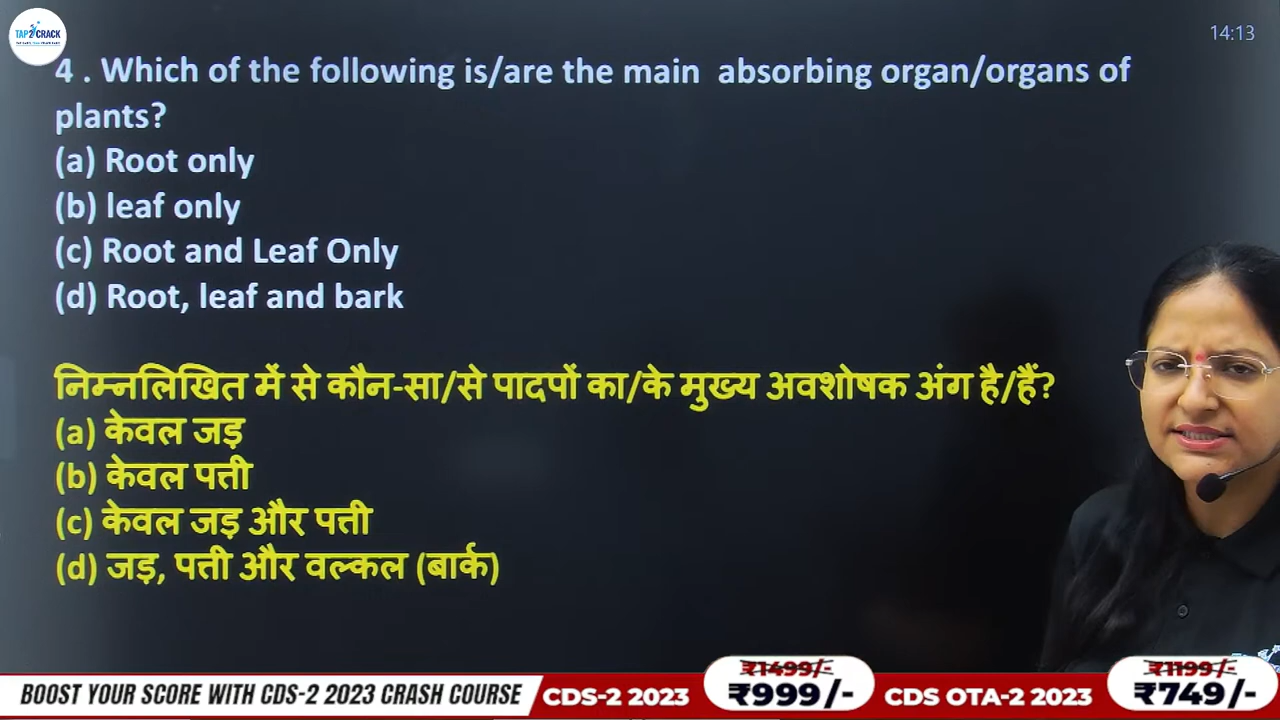 TAP2CRACK
14:13
4 . Which of the following is/are the main absorbing organ/organs of
plants?
(a) Root only
(b) leaf only
(c) Root and Leaf Only
(d) Root, leaf and bark
निम्नलिखित में से कौन-सा/से पादपों का/के मुख्य अवशोषक अंग है/हैं?
(a) केवल जड़
(b) केवल पत्ती
(c) केवल जड़ और पत्ती
(d) जड़, पत्ती और वल्कल (बार्क)
BOOST YOUR SCORE WITH CDS-2 2023 CRASH COURSE
CDS-2 2023
₹1499/-
₹999/-
CDS OTA-2 2023
₹1199/-
₹749/-